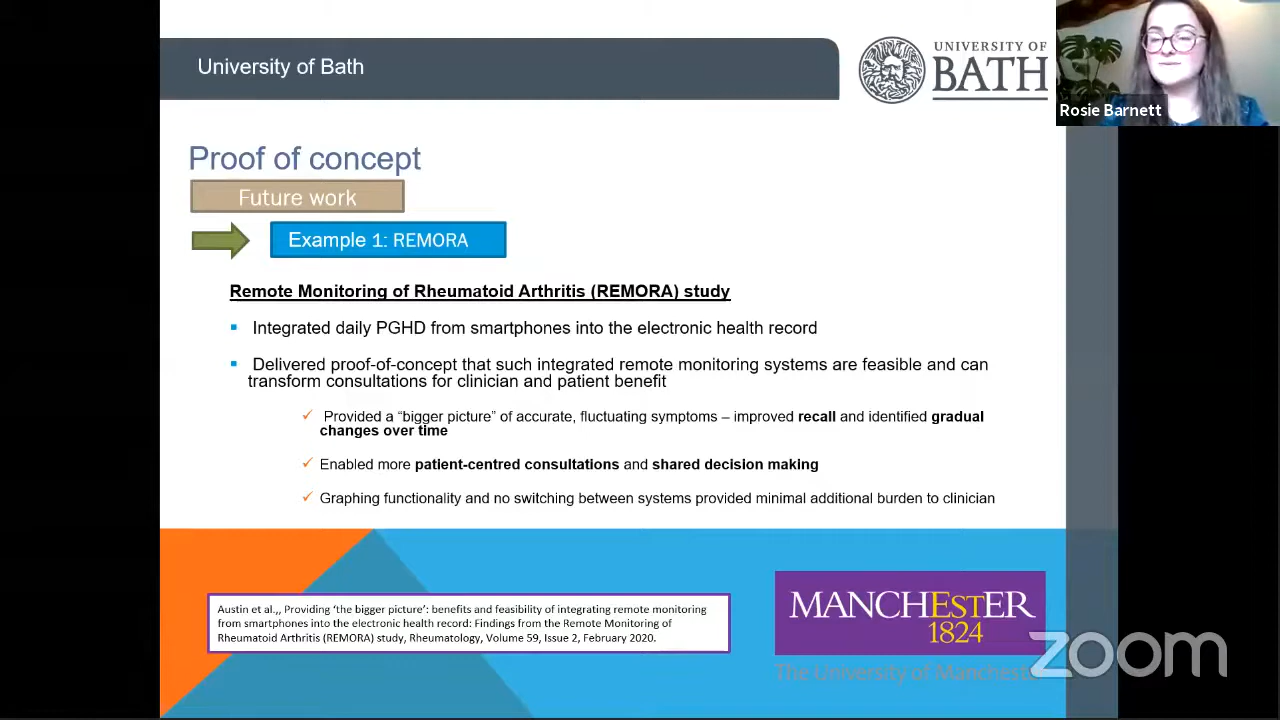 University of Bath
UNIVERSITY OF
BATH
Rosie Barnett
Proof of concept
Future work
Example 1: REMORA
Remote Monitoring of Rheumatoid Arthritis (REMORA) study
Integrated daily PGHD from smartphones into the electronic health record
Delivered proof-of-concept that such integrated remote monitoring systems are feasible and can
transform consultations for clinician and patient benefit
Provided a “bigger picture” of accurate, fluctuating symptoms – improved recall and identified gradual
changes over time
Enabled more patient-centred consultations and shared decision making
Graphing functionality and no switching between systems provided minimal additional burden to clinician
Austin et al.,, Providing ‘the bigger picture’: benefits and feasibility of integrating remote monitoring
from smartphones into the electronic health record: Findings from the Remote Monitoring of
Rheumatoid Arthritis (REMORA) study, Rheumatology, Volume 59, Issue 2, February 2020.
MANCHEsTER
1824
The University of Manchester
zoom